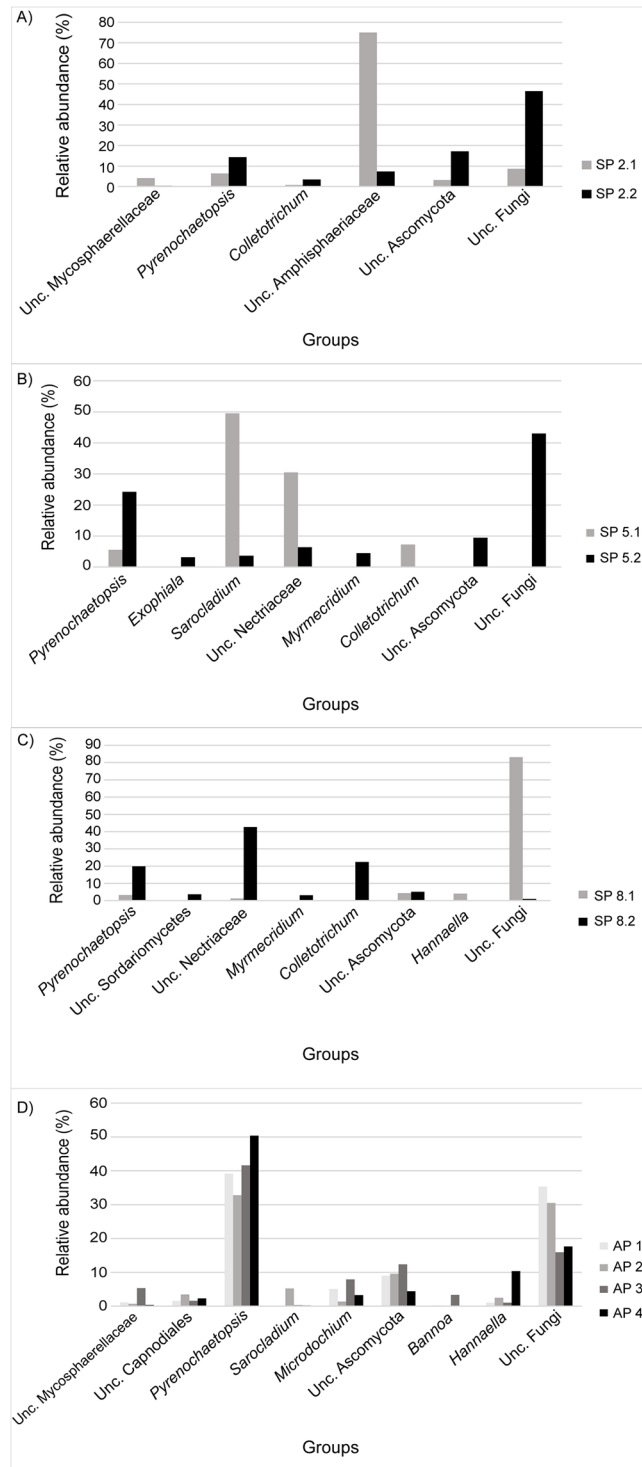 A)
Relative abundance (%)
80
70
60
50
40
30
20
10
0
Unc. Mycosphaerellaceae
Pyrenochaetopsis
Colletotrichum
Unc. Amphisphaeriaceae
Unc. Ascomycota
Unc. Fungi
SP 2.1
SP 2.2
Groups
B)
Relative abundance (%)
60
50
40
30
20
10
0
Pyrenochaetopsis
Exophiala
Sarocladium
Unc. Nectriaceae
Myrmecridium
Colletotrichum
Unc. Ascomycota
Unc. Fungi
SP 5.1
SP 5.2
Groups
C)
Relative abundance (%)
90
80
70
60
50
40
30
20
10
0
Pyrenochaetopsis
Unc. Sordariomycetes
Unc. Nectriaceae
Myrmecridium
Colletotrichum
Unc. Ascomycota
Hannaella
Unc. Fungi
SP 8.1
SP 8.2
Groups
D)
Relative abundance (%)
60
50
40
30
20
10
0
Unc. Mycosphaerellaceae
Unc. Capnodiales
Pyrenochaetopsis
Sarocladium
Microdochium
Unc. Ascomycota
Bannoa
Hannaella
Unc. Fungi
AP 1
AP 2
AP 3
AP 4
Groups